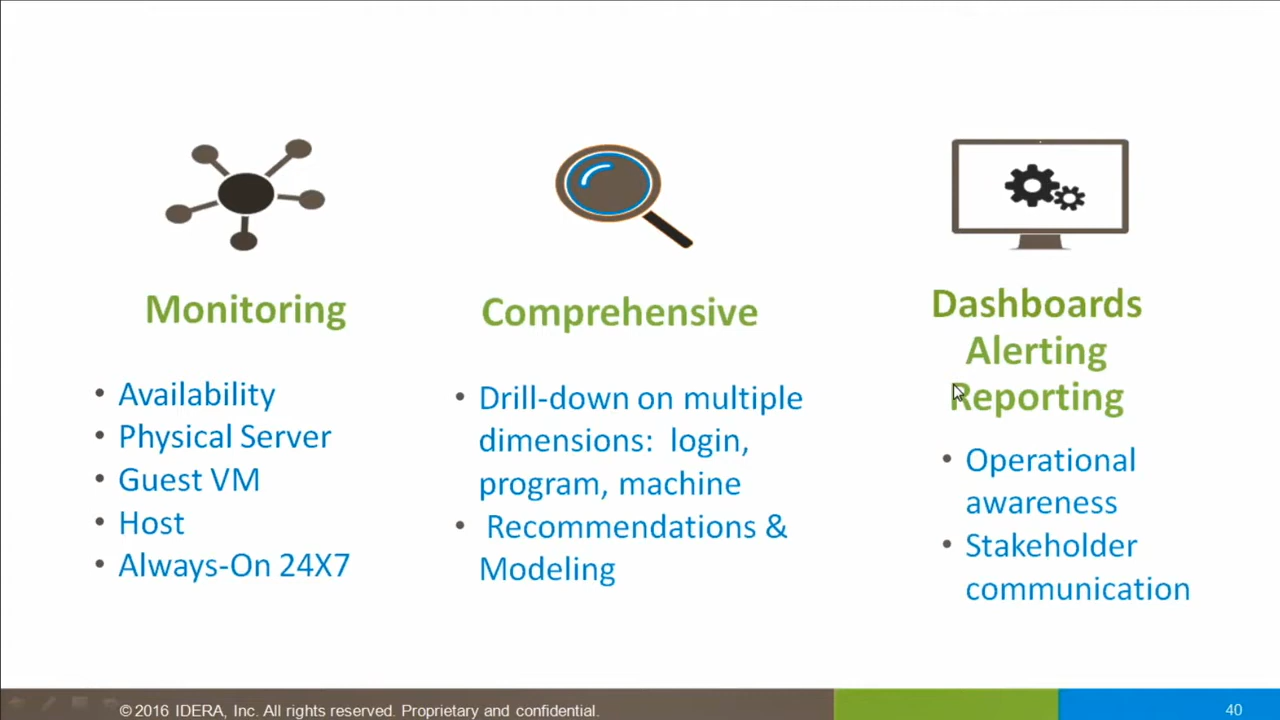 Monitoring
• Availability
• Physical Server
• Guest VM
• Host
• Always-On 24X7
Comprehensive
• Drill-down on multiple
dimensions: login,
program, machine
• Recommendations &
Modeling
Dashboards
Alerting
Reporting
• Operational
awareness
• Stakeholder
communication
©2016 IDERA, Inc. All rights reserved. Proprietary and confidential.
40